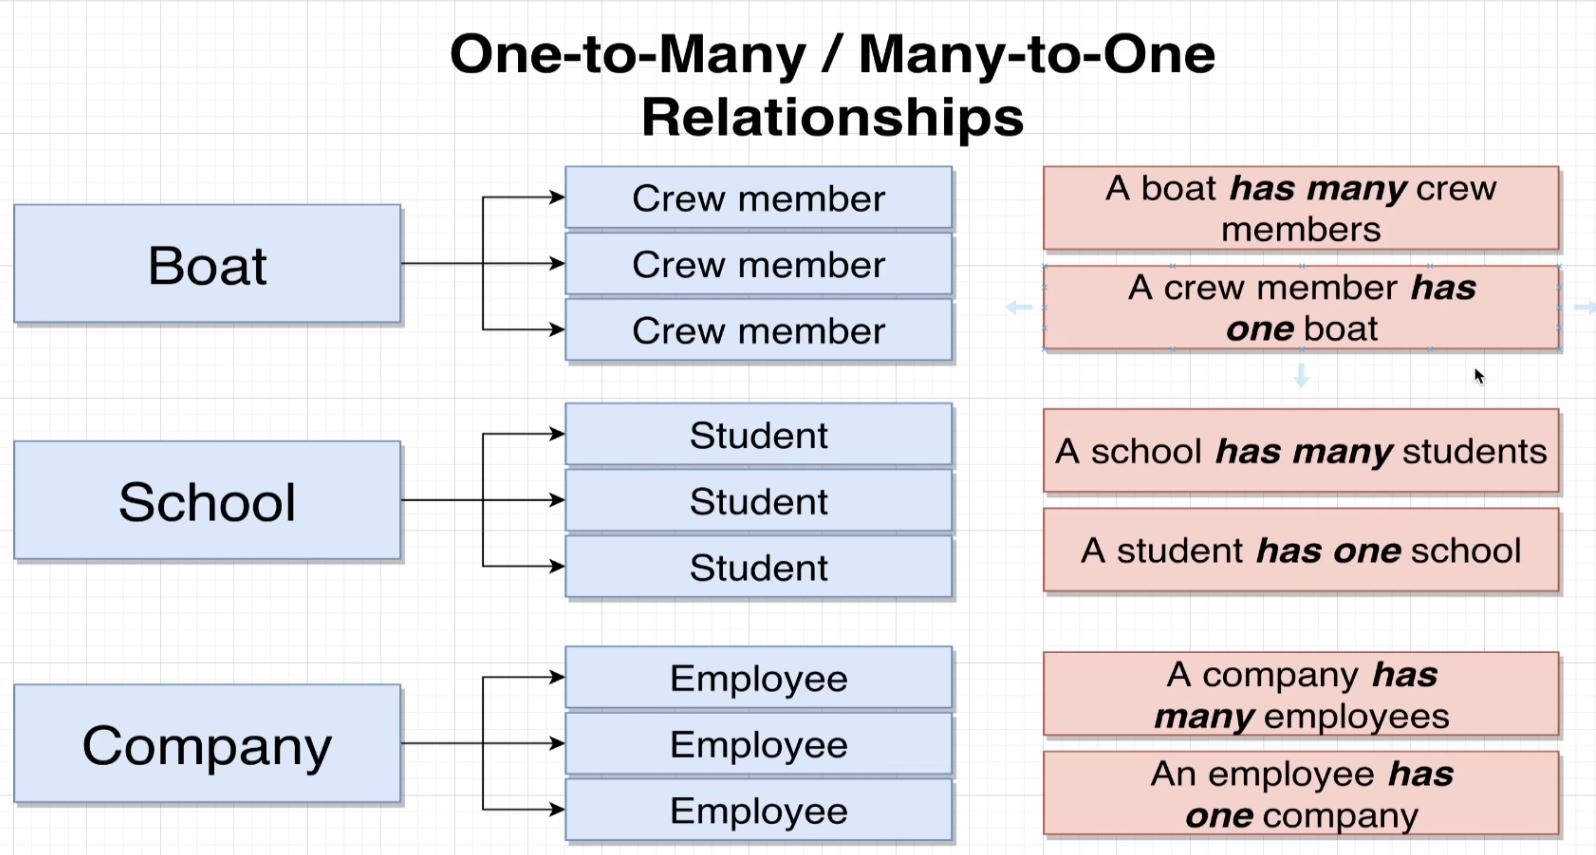 One-to-Many / Many-to-One
Relationships
Boat
Crew member
Crew member
Crew member
A boat has many crew
members
A crew member has
one boat
School
Student
Student
Student
A school has many students
A student has one school
Company
Employee
Employee
Employee
A company has
many employees
An employee has
one company